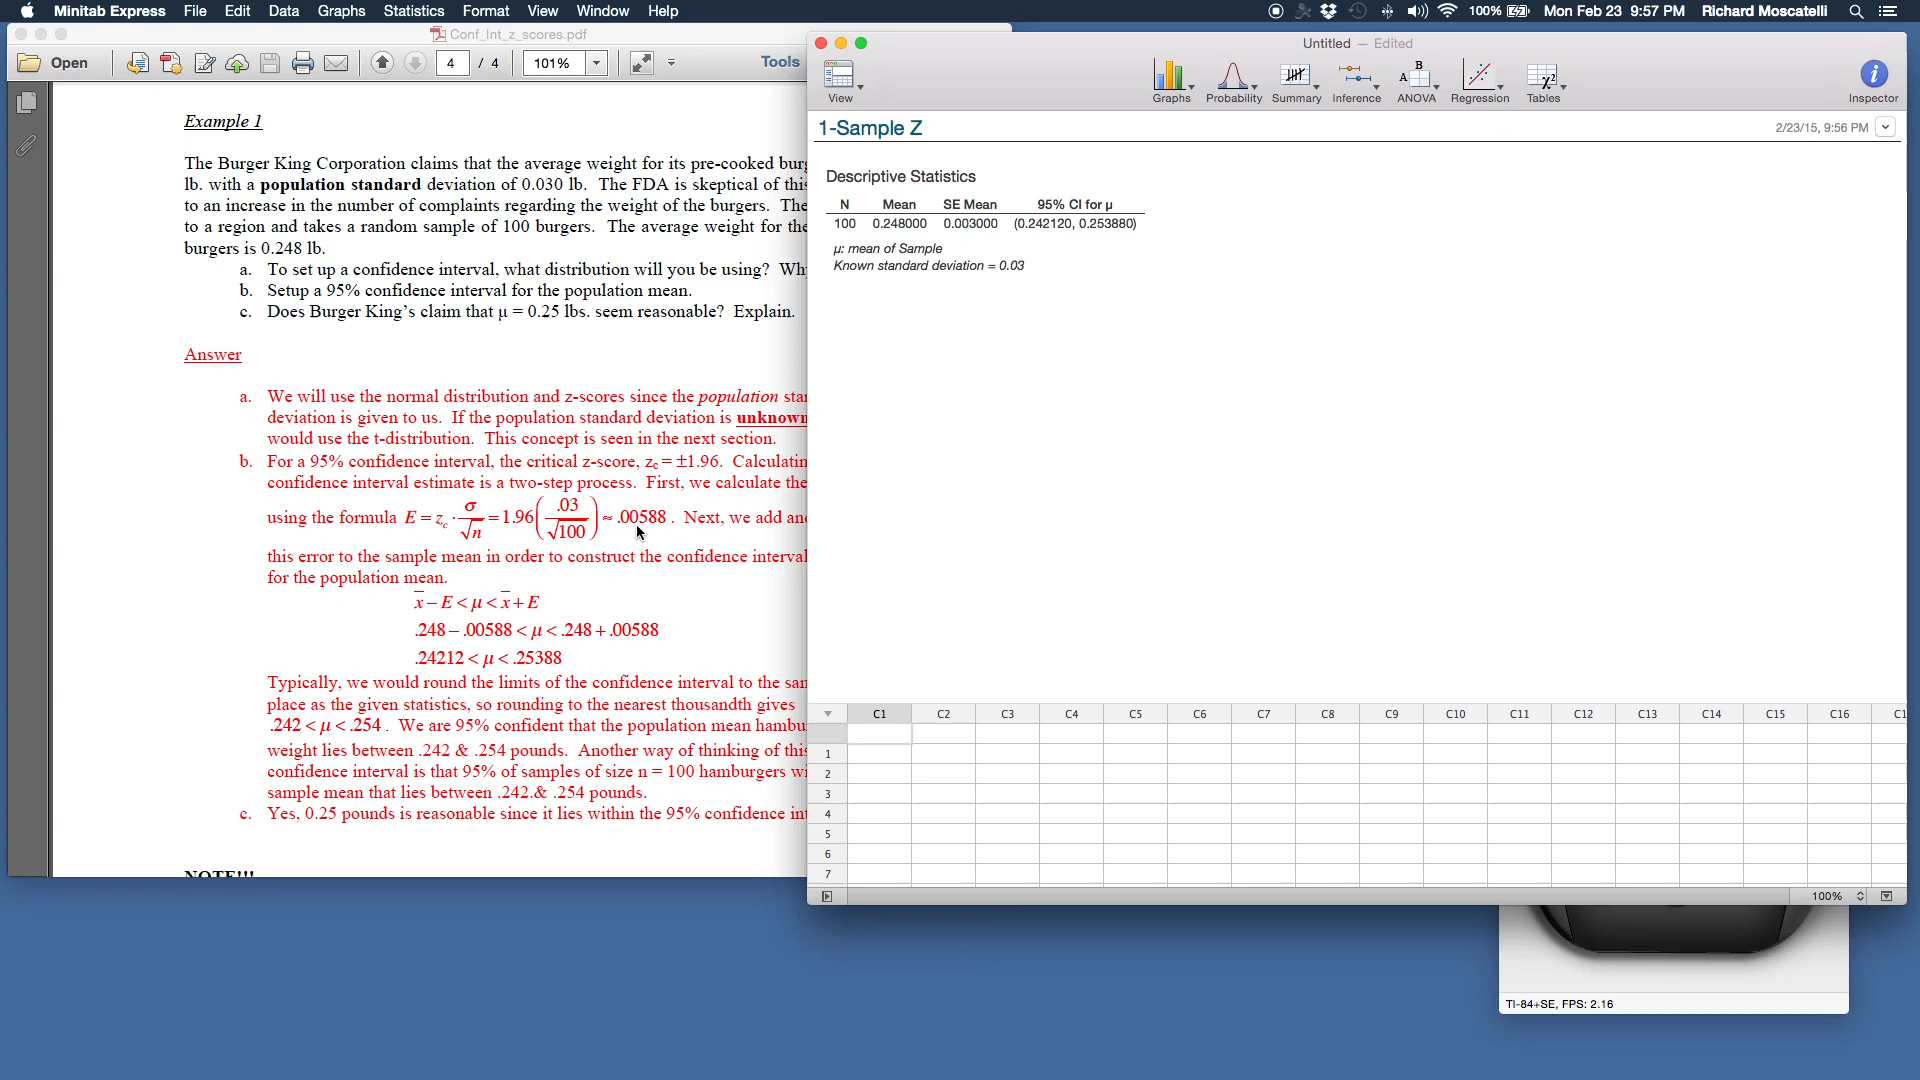 Minitab Express File Edit Data Graphs Statistics Format View Window Help 100% Mon Feb 23 9:57 PM Richard Moscatelli
Conf_Int_z_scores.pdf
Open 4 / 4 101% Tools
Example 1
The Burger King Corporation claims that the average weight for its pre-cooked
lb. with a population standard deviation of 0.030 lb. The FDA is skeptical of
to an increase in the number of complaints regarding the weight of the burgers.
to a region and takes a random sample of 100 burgers. The average weight for the
burgers is 0.248 lb.
a. To set up a confidence interval, what distribution will you be using?
b. Setup a 95% confidence interval for the population mean.
c. Does Burger King's claim that μ = 0.25 lbs. seem reasonable? Explain.
Answer
a. We will use the normal distribution and z-scores since the population
deviation is given to us. If the population standard deviation is unknown
would use the t-distribution. This concept is seen in the next section.
b. For a 95% confidence interval, the critical z-score, zc = ±1.96.
confidence interval estimate is a two-step process. First, we calculate the
using the formula E = zc · σ/√n = 1.96(.03/√100) ≈ .00588 . Next, we add
this error to the sample mean in order to construct the confidence interval
for the population mean.
x̄ − E < μ < x̄ + E
.248 − .00588 < μ < .248 + .00588
.24212 < μ < .25388
Typically, we would round the limits of the confidence interval to the
place as the given statistics, so rounding to the nearest thousandth gives
.242 < μ < .254 . We are 95% confident that the population mean
weight lies between .242 & .254 pounds. Another way of thinking of
confidence interval is that 95% of samples of size n = 100 hamburgers
sample mean that lies between .242.& .254 pounds.
c. Yes, 0.25 pounds is reasonable since it lies within the 95% confidence
NOTE!!!
Untitled — Edited
View Graphs Probability Summary Inference ANOVA Regression Tables Inspector
1-Sample Z 2/23/15, 9:56 PM
Descriptive Statistics
N Mean SE Mean 95% CI for μ
100 0.248000 0.003000 (0.242120, 0.253880)
μ: mean of Sample
Known standard deviation = 0.03
C1 C2 C3 C4 C5 C6 C7 C8 C9 C10 C11 C12 C13 C14 C15 C16
1
2
3
4
5
6
7
100%
TI-84+SE, FPS: 2.16